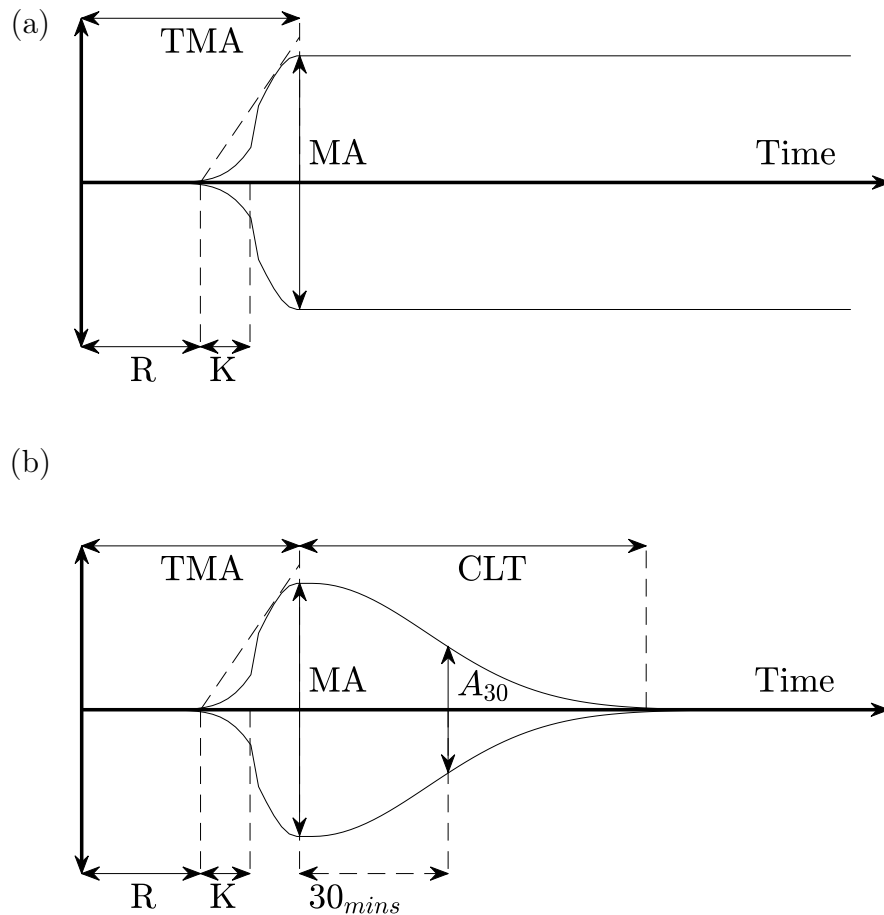 (a)
TMA
MA
Time
R K
(b)
TMA CLT
MA A₃₀ Time
R K 30ₘᵢₙₛ